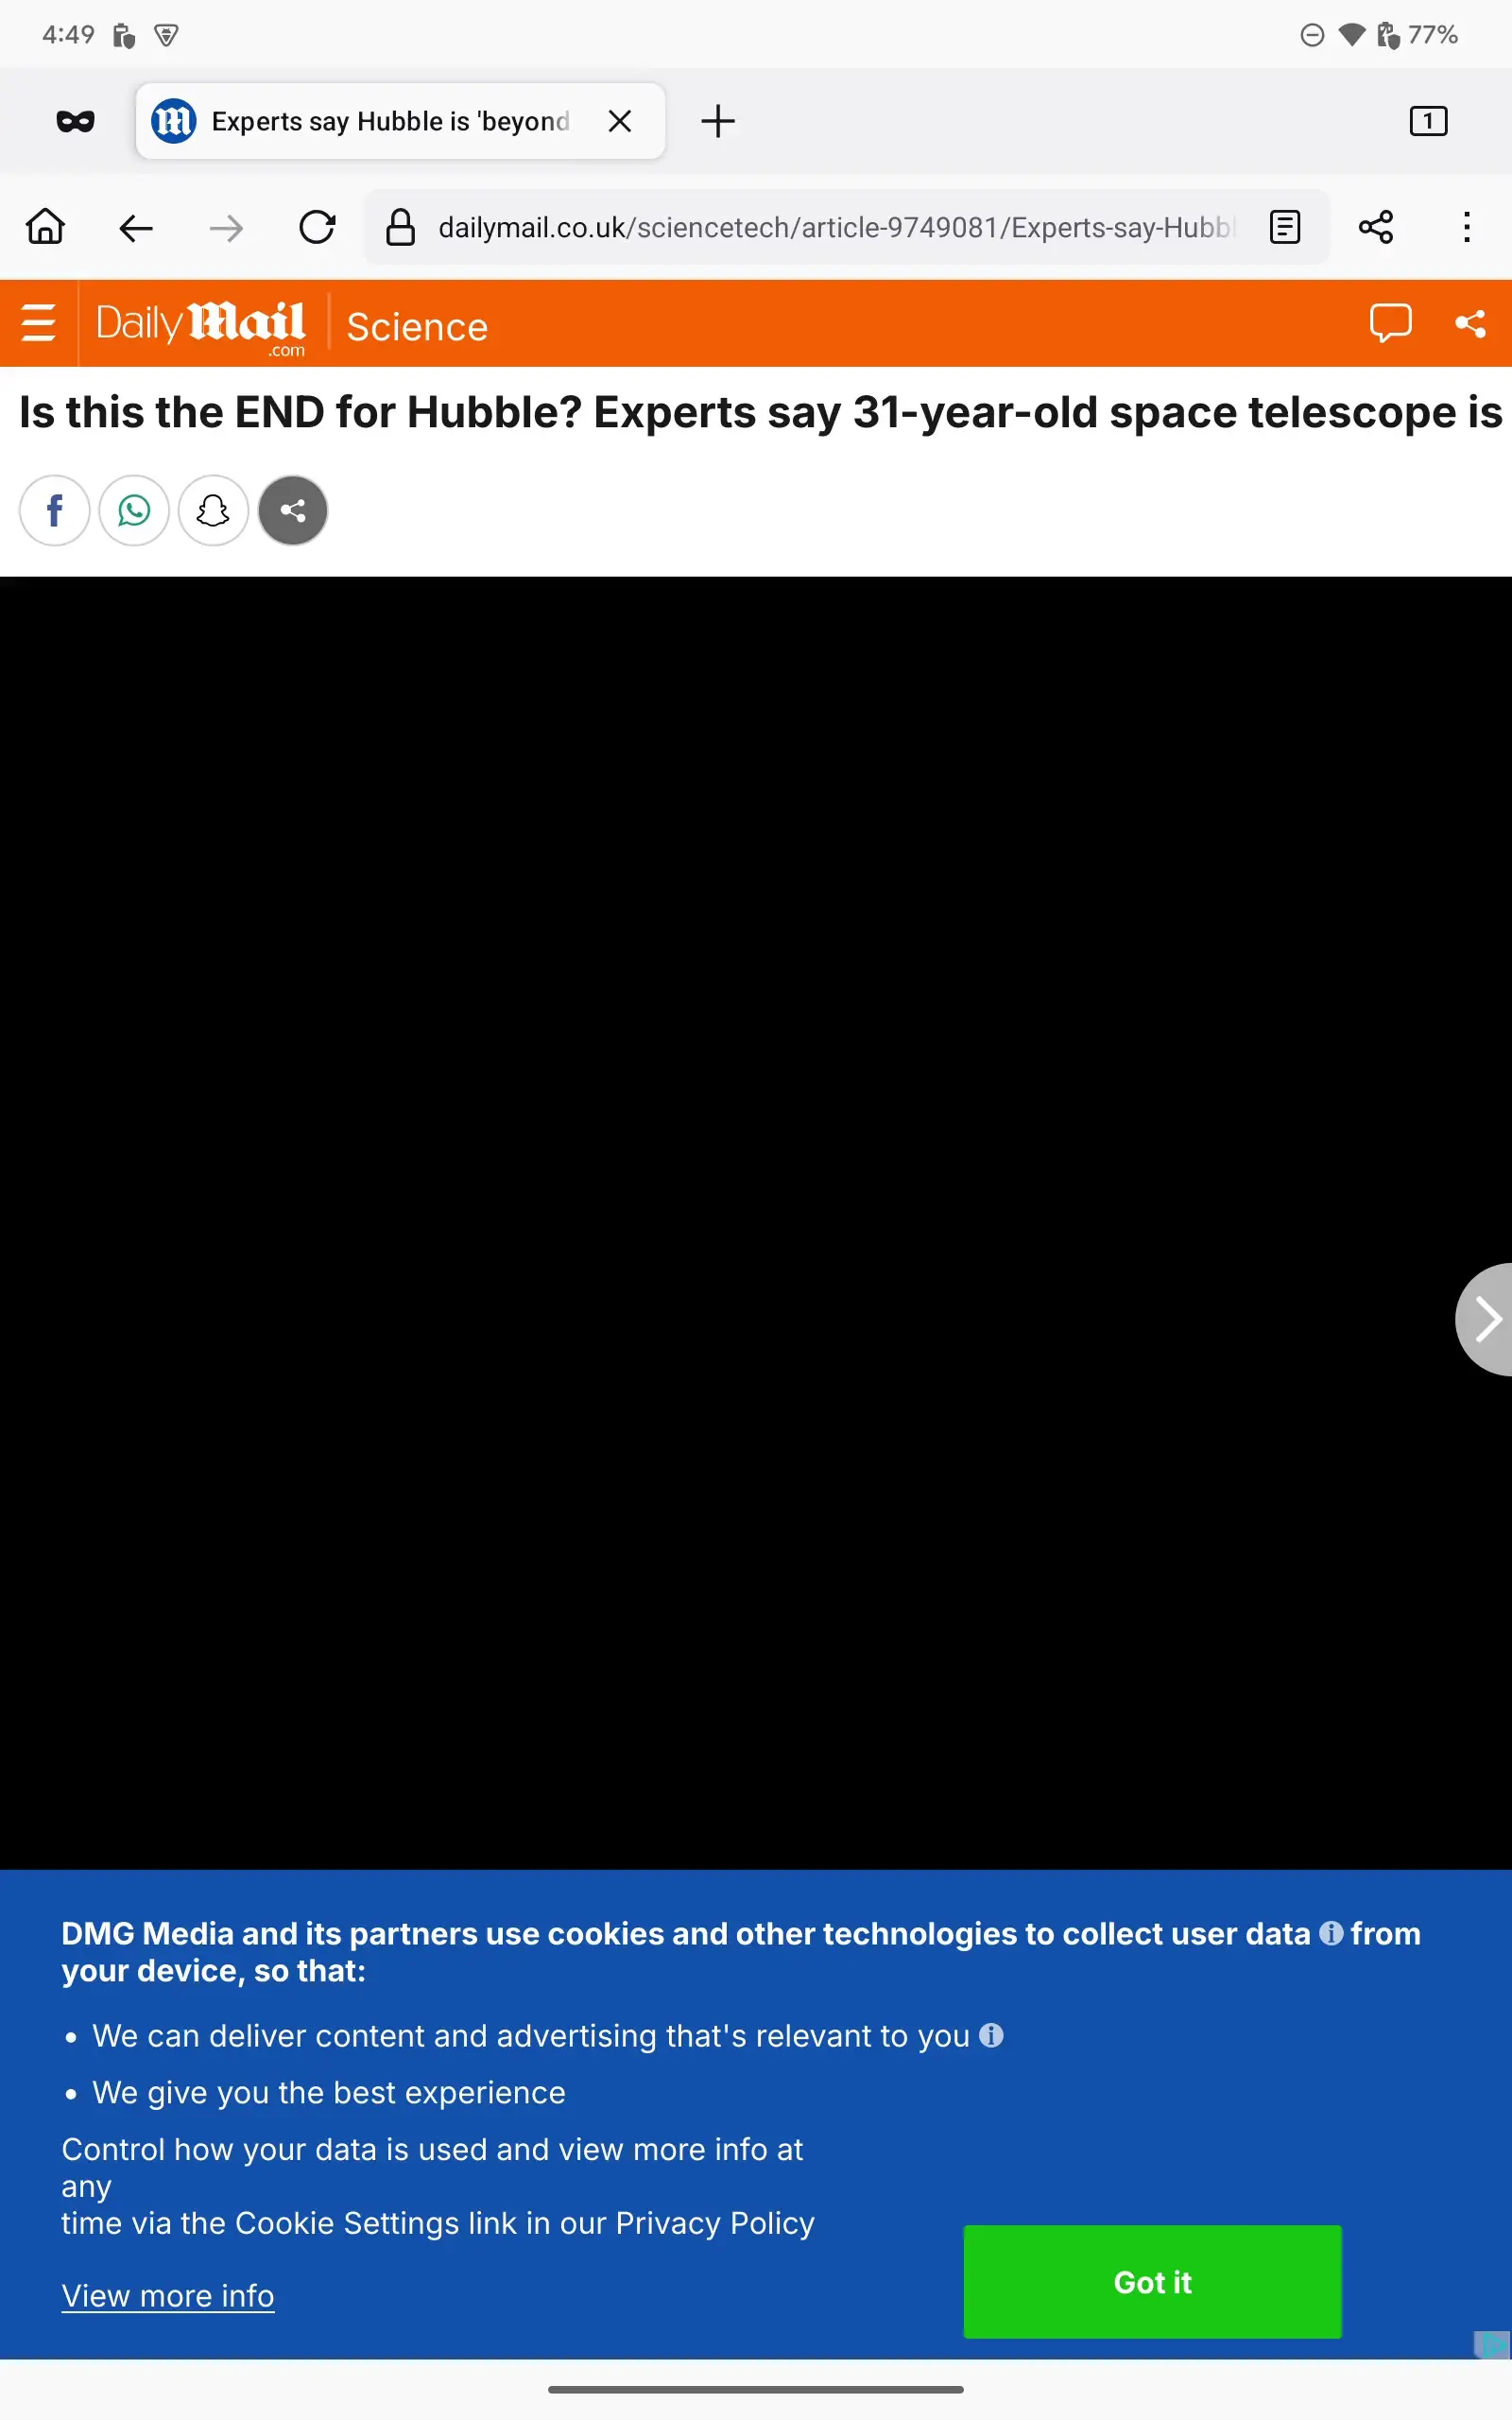 4:49
77%
Experts say Hubble is 'beyond
1
dailymail.co.uk/sciencetech/article-9749081/Experts-say-Hubbl
Daily Mail
.com
Science
Is this the END for Hubble? Experts say 31-year-old space telescope is
DMG Media and its partners use cookies and other technologies to collect user data i from
your device, so that:
• We can deliver content and advertising that's relevant to you i
• We give you the best experience
Control how your data is used and view more info at
any
time via the Cookie Settings link in our Privacy Policy
View more info
Got it